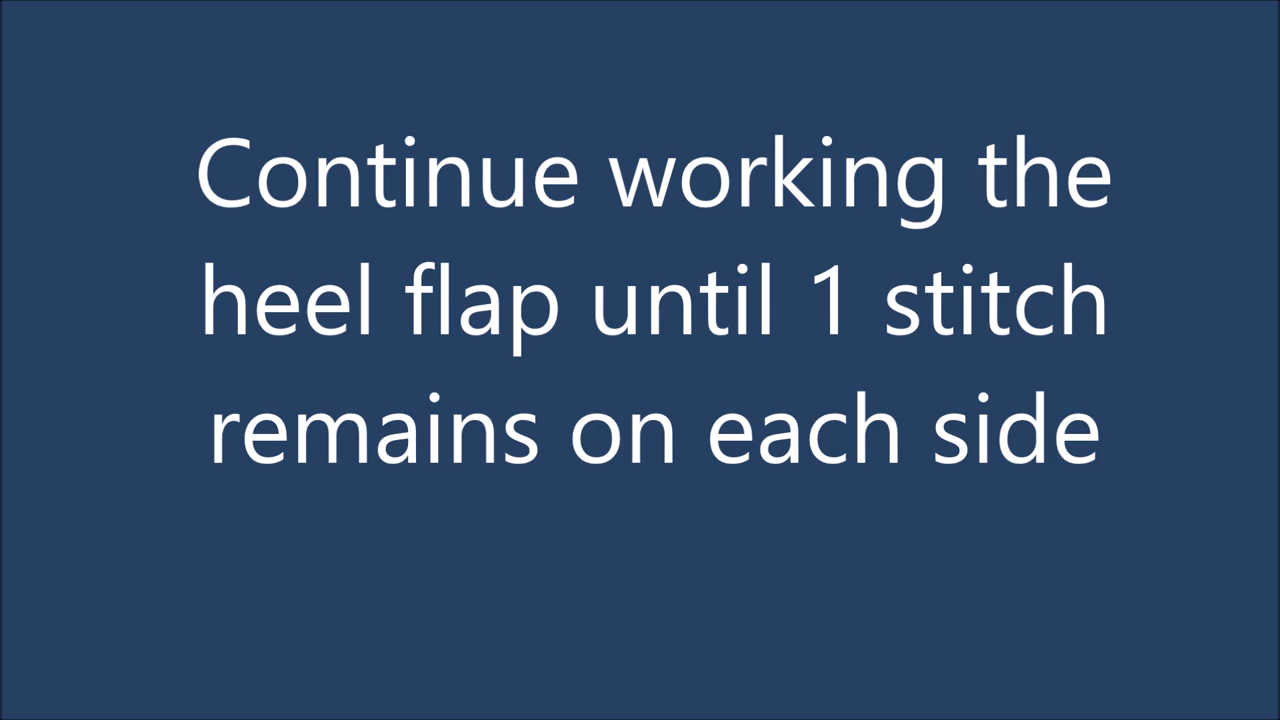 Continue working the
heel flap until 1 stitch
remains on each side